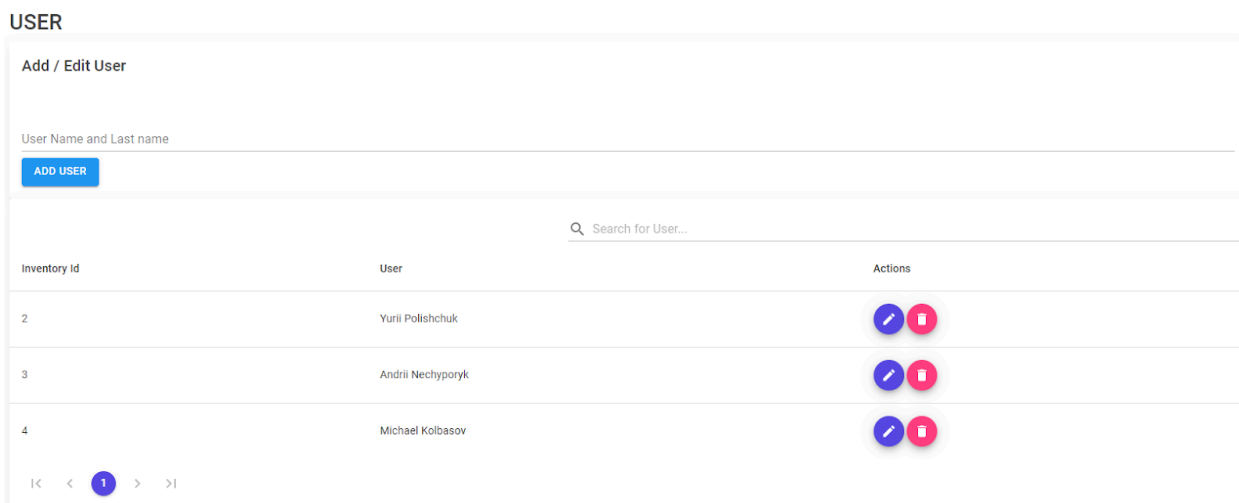 USER
Add / Edit User
User Name and Last name
ADD USER
Search for User...
Inventory Id User Actions
2 Yurii Polishchuk
3 Andrii Nechyporyk
4 Michael Kolbasov
1